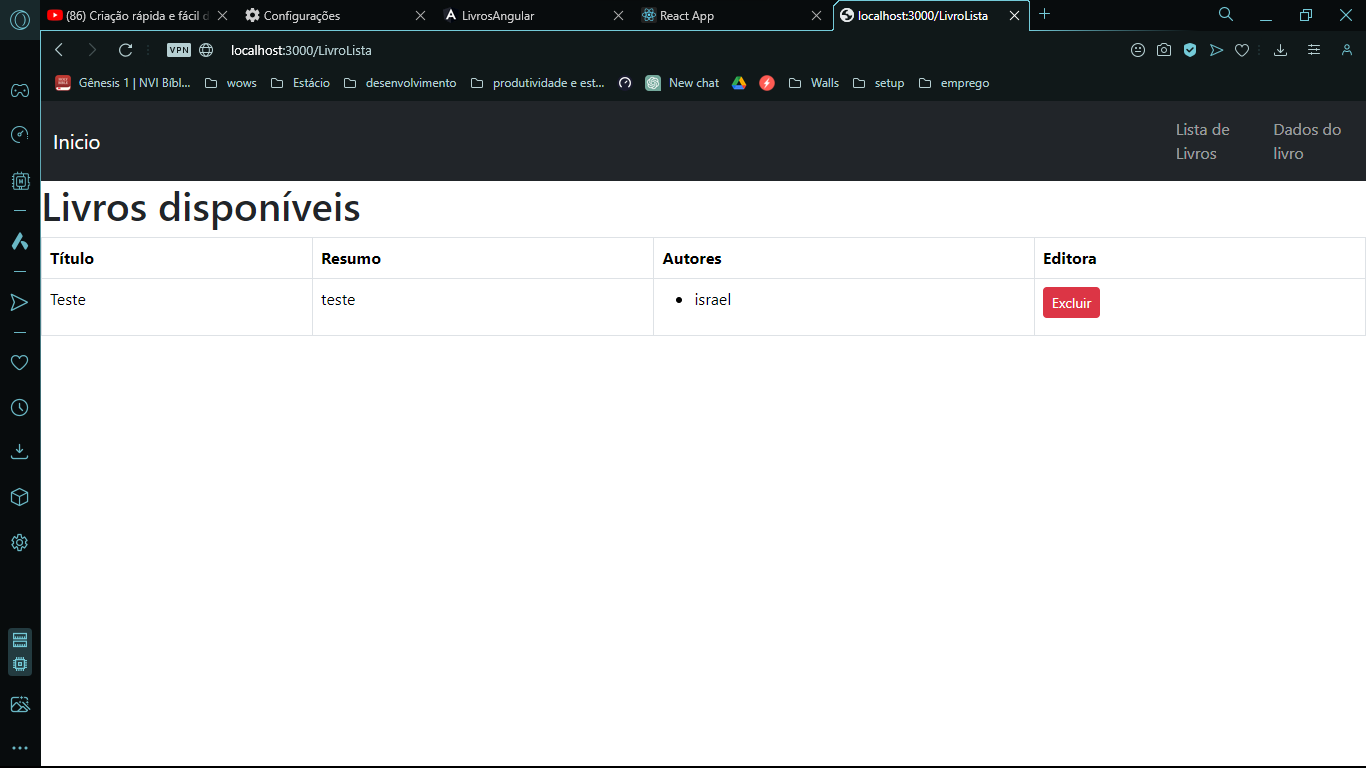 (86) Criação rápida e fácil d
Configurações
LivrosAngular
React App
localhost:3000/LivroLista
VPN
localhost:3000/LivroLista
Gênesis 1 | NVI Bíbl...
wows
Estácio
desenvolvimento
produtividade e est...
New chat
Walls
setup
emprego
Inicio
Lista de
Livros
Dados do
livro
Livros disponíveis
Título
Resumo
Autores
Editora
Teste
teste
israel
Excluir